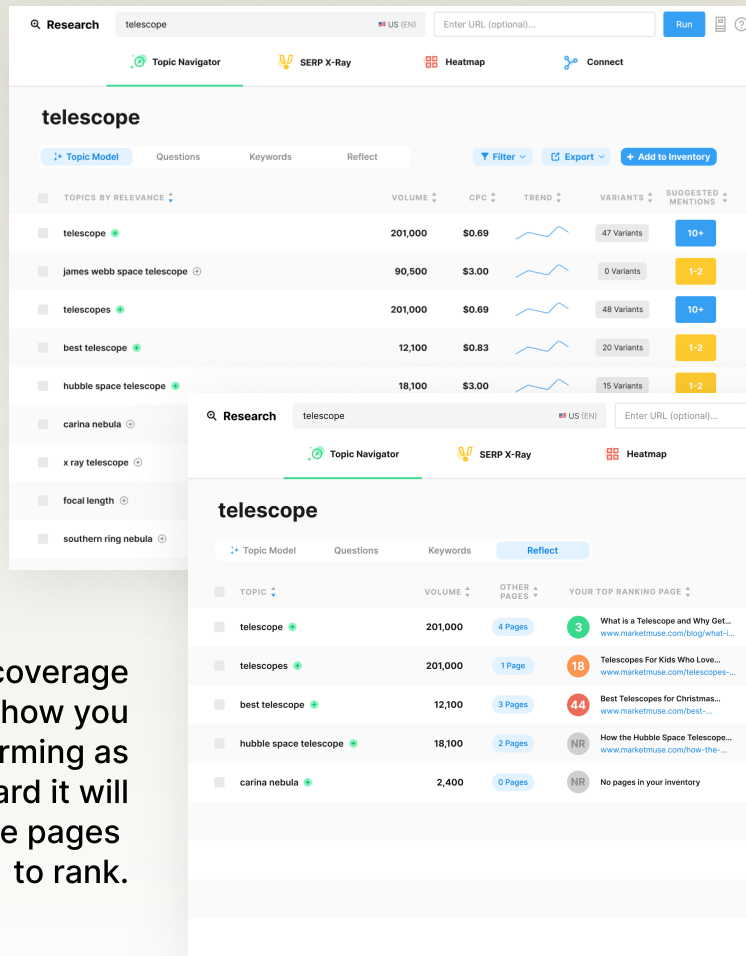 Research telescope US (EN) Enter URL (optional)... Run
Topic Navigator SERP X-Ray Heatmap Connect
telescope
Topic Model Questions Keywords Reflect Filter Export + Add to Inventory
TOPICS BY RELEVANCE VOLUME CPC TREND VARIANTS SUGGESTED MENTIONS
telescope 201,000 $0.69 47 Variants 10+
james webb space telescope 90,500 $3.00 0 Variants 1-2
telescopes 201,000 $0.69 48 Variants 10+
best telescope 12,100 $0.83 20 Variants 1-2
hubble space telescope 18,100 $3.00 15 Variants 1-2
carina nebula
x ray telescope
focal length
southern ring nebula
Research telescope US (EN) Enter URL (optional)...
Topic Navigator SERP X-Ray Heatmap
telescope
Topic Model Questions Keywords Reflect
TOPIC VOLUME OTHER PAGES YOUR TOP RANKING PAGE
telescope 201,000 4 Pages 3 What is a Telescope and Why Get...
www.marketmuse.com/blog/what-i...
telescopes 201,000 1 Page 18 Telescopes For Kids Who Love...
www.marketmuse.com/telescopes-...
best telescope 12,100 3 Pages 44 Best Telescopes for Christmas...
www.marketmuse.com/best-...
hubble space telescope 18,100 2 Pages NR How the Hubble Space Telescope...
www.marketmuse.com/how-the-...
carina nebula 2,400 0 Pages NR No pages in your inventory
coverage
how you
rming as
ard it will
e pages
to rank.